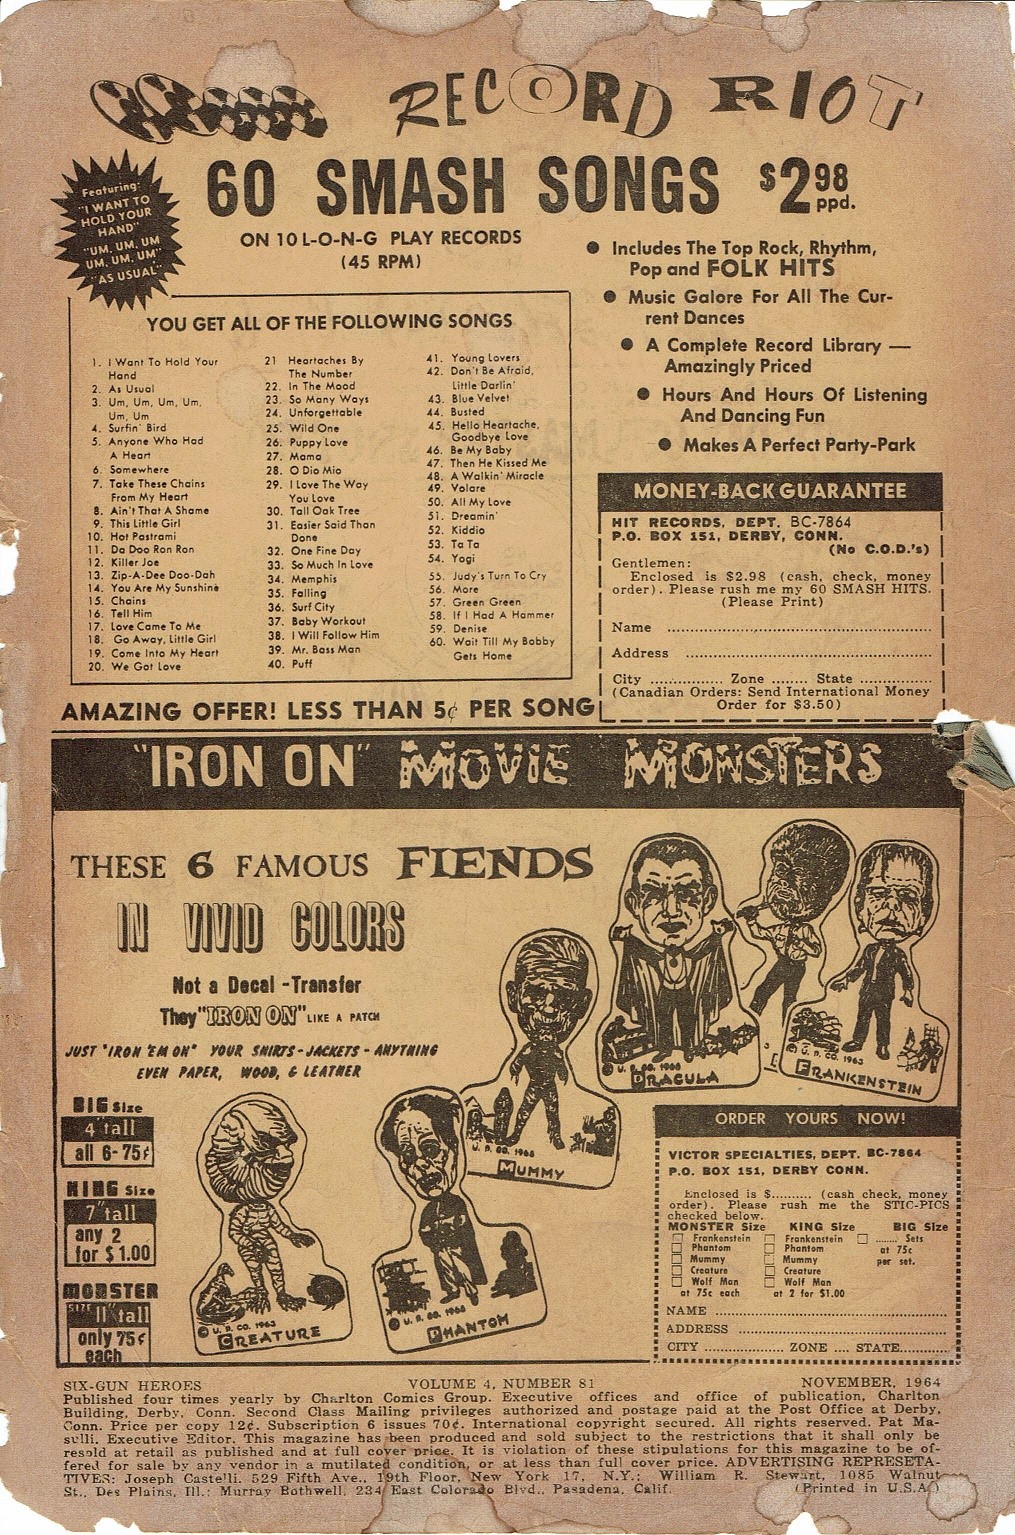 RECORD RIOT
60 SMASH SONGS $2.98 ppd.
Featuring:
"I WANT TO
HOLD YOUR
HAND"
"UM, UM, UM
UM, UM, UM"
"AS USUAL"
ON 10 L-O-N-G PLAY RECORDS
(45 RPM)
● Includes The Top Rock, Rhythm,
Pop and FOLK HITS
● Music Galore For All The Cur-
rent Dances
● A Complete Record Library —
Amazingly Priced
● Hours And Hours Of Listening
And Dancing Fun
● Makes A Perfect Party-Park
YOU GET ALL OF THE FOLLOWING SONGS
1. I Want To Hold Your
Hand
2. As Usual
3. Um, Um, Um, Um,
Um, Um
4. Surfin' Bird
5. Anyone Who Had
A Heart
6. Somewhere
7. Take These Chains
From My Heart
8. Ain't That A Shame
9. This Little Girl
10. Hot Pastrami
11. Da Doo Ron Ron
12. Killer Joe
13. Zip-A-Dee Doo-Dah
14. You Are My Sunshine
15. Chains
16. Tell Him
17. Love Came To Me
18. Go Away, Little Girl
19. Come Into My Heart
20. We Got Love
21 Heartaches By
The Number
22. In The Mood
23. So Many Ways
24. Unforgettable
25. Wild One
26. Puppy Love
27. Mama
28. O Dio Mio
29. I Love The Way
You Love
30. Tall Oak Tree
31. Easier Said Than
Done
32. One Fine Day
33. So Much In Love
34. Memphis
35. Falling
36. Surf City
37. Baby Workout
38. I Will Follow Him
39. Mr. Bass Man
40. Puff
41. Young Lovers
42. Don't Be Afraid,
Little Darlin'
43. Blue Velvet
44. Busted
45. Hello Heartache,
Goodbye Love
46. Be My Baby
47. Then He Kissed Me
48. A Walkin' Miracle
49. Volare
50. All My Love
51. Dreamin'
52. Kiddio
53. Ta Ta
54. Yogi
55. Judy's Turn To Cry
56. More
57. Green Green
58. If I Had A Hammer
59. Denise
60. Wait Till My Bobby
Gets Home
AMAZING OFFER! LESS THAN 5¢ PER SONG
MONEY-BACK GUARANTEE
HIT RECORDS, DEPT. BC-7864
P.O. BOX 151, DERBY, CONN.
(No C.O.D.'s)
Gentlemen:
Enclosed is $2.98 (cash, check, money
order). Please rush me my 60 SMASH HITS.
(Please Print)
Name
Address
City ............. Zone ....... State
(Canadian Orders: Send International Money
Order for $3.50)
"IRON ON" MOVIE MONSTERS
THESE 6 FAMOUS FIENDS
IN VIVID COLORS
Not a Decal -Transfer
They "IRON ON" LIKE A PATCH
JUST "IRON 'EM ON" YOUR SHIRTS-JACKETS-ANYTHING
EVEN PAPER, WOOD, & LEATHER
BIG Size
4" tall
all 6-75¢
KING Size
7" tall
any 2
for $1.00
MONSTER
SIZE 11" tall
only 75¢
each
© U. P. CO. 1963
CREATURE
© U. P. CO. 1963
PHANTOM
U. P. CO. 1963
MUMMY
© U. P. CO. 1963
DRACULA
© U. P. CO. 1963
FRANKENSTEIN
ORDER YOURS NOW!
VICTOR SPECIALTIES, DEPT. BC-7864
P.O. BOX 151, DERBY CONN.
Enclosed is $.......... (cash check, money
order). Please rush me the STIC-PICS
checked below.
MONSTER Size
□ Frankenstein
□ Phantom
□ Mummy
□ Creature
□ Wolf Man
at 75c each
KING Size
□ Frankenstein
□ Phantom
□ Mummy
□ Creature
□ Wolf Man
at 2 for $1.00
BIG Size
□ ........ Sets
at 75c
per set.
NAME
ADDRESS
CITY .................... ZONE .... STATE............
SIX-GUN HEROES VOLUME 4, NUMBER 81 NOVEMBER, 1964
Published four times yearly by Charlton Comics Group. Executive offices and office of publication, Charlton
Building, Derby, Conn. Second Class Mailing privileges authorized and postage paid at the Post Office at Derby,
Conn. Price per copy 12¢. Subscription 6 issues 70¢. International copyright secured. All rights reserved. Pat Ma-
sulli. Executive Editor. This magazine has been produced and sold subject to the restrictions that it shall only be
resold at retail as published and at full cover price. It is violation of these stipulations for this magazine to be of-
fered for sale by any vendor in a mutilated condition, or at less than full cover price. ADVERTISING REPRESETA-
TIVES: Joseph Castelli. 529 Fifth Ave., 19th Floor, New York 17, N.Y.; William R. Stewart, 1085 Walnut
St., Des Plains, Ill.; Murray Bothwell, 234 East Colorado Blvd., Pasadena, Calif. (Printed in U.S.A.)